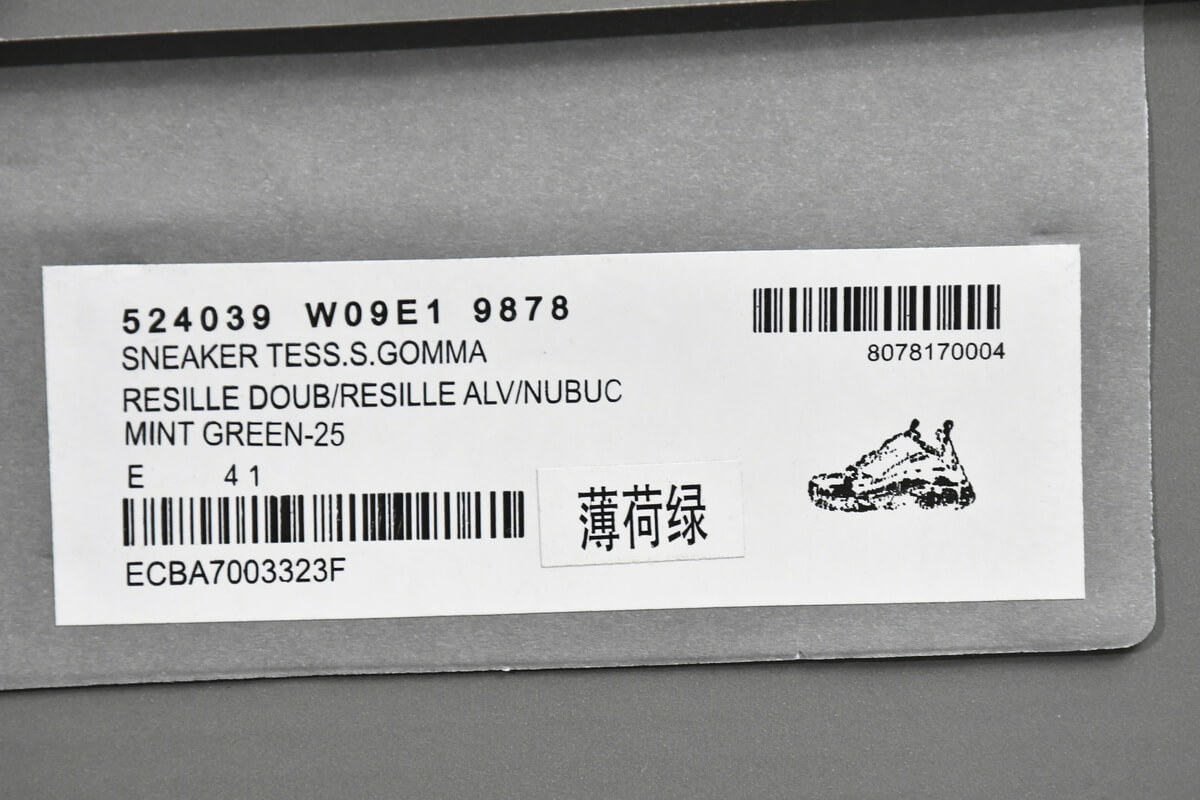 524039 W09E1 9878
SNEAKER TESS.S.GOMMA
RESILLE DOUB/RESILLE ALV/NUBUC
MINT GREEN-25
E 41
ECBA7003323F
8078170004
薄荷绿